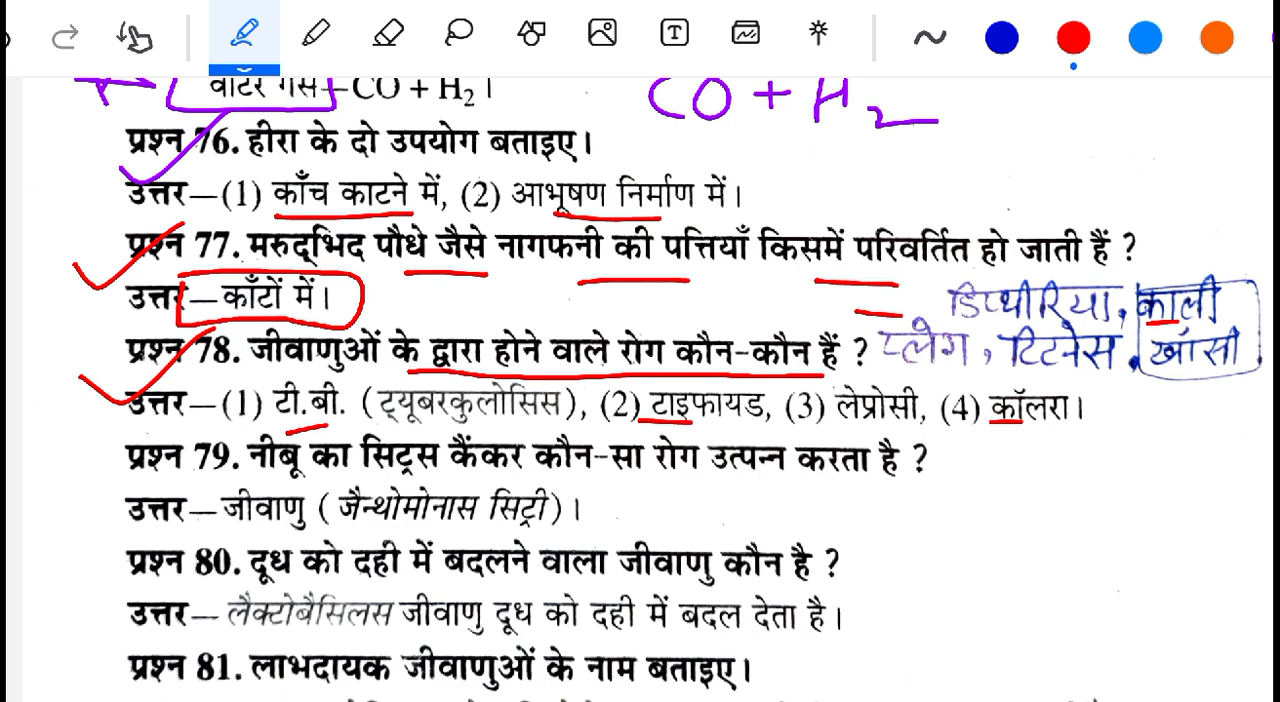 वाटर गैस—CO + H₂ ।
CO + H₂
प्रश्न 76. हीरा के दो उपयोग बताइए।
उत्तर—(1) काँच काटने में, (2) आभूषण निर्माण में।
प्रश्न 77. मरुद्भिद पौधे जैसे नागफनी की पत्तियाँ किसमें परिवर्तित हो जाती हैं ?
उत्तर—काँटों में।
डिप्थीरिया, काली
प्रश्न 78. जीवाणुओं के द्वारा होने वाले रोग कौन-कौन हैं ? प्लेग, टिटनेस, खाँसी
उत्तर—(1) टी.बी. (ट्यूबरकुलोसिस), (2) टाइफायड, (3) लेप्रोसी, (4) कॉलरा।
प्रश्न 79. नीबू का सिट्रस कैंकर कौन-सा रोग उत्पन्न करता है ?
उत्तर—जीवाणु (जैन्थोमोनास सिट्री)।
प्रश्न 80. दूध को दही में बदलने वाला जीवाणु कौन है ?
उत्तर—लैक्टोबैसिलस जीवाणु दूध को दही में बदल देता है।
प्रश्न 81. लाभदायक जीवाणुओं के नाम बताइए।